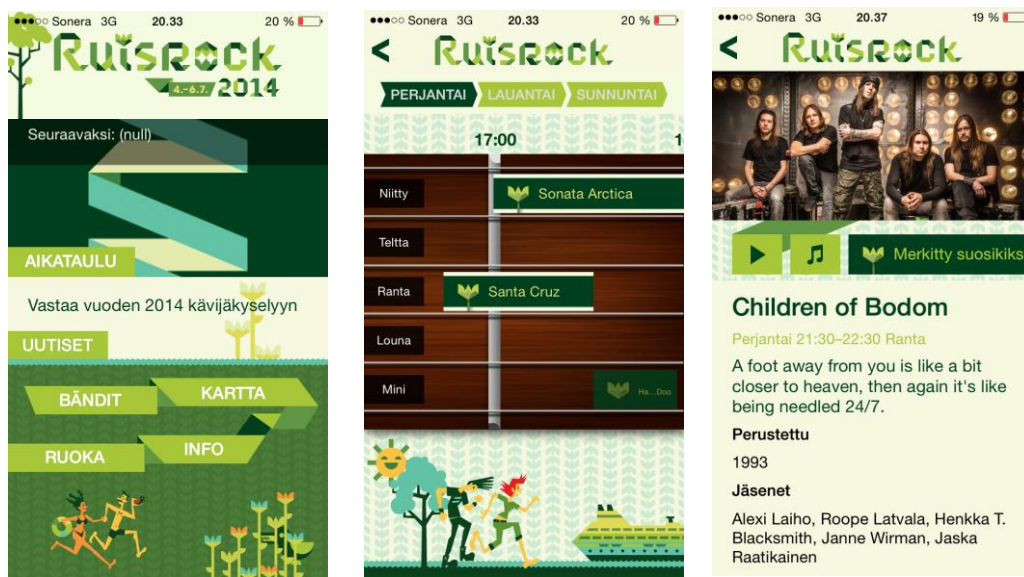 Sonera 3G 20.33 20 %
Ruisrock
4.–6.7. 2014
Seuraavaksi: (null)
AIKATAULU
Vastaa vuoden 2014 kävijäkyselyyn
UUTISET
BÄNDIT
KARTTA
RUOKA
INFO
Sonera 3G 20.33 20 %
< Ruisrock
PERJANTAI LAUANTAI SUNNUNTAI
17:00 1
Niitty Sonata Arctica
Teltta
Ranta Santa Cruz
Louna
Mini Ha...Doo
Sonera 3G 20.37 19 %
< Ruisrock
Merkitty suosikiks
Children of Bodom
Perjantai 21:30–22:30 Ranta
A foot away from you is like a bit
closer to heaven, then again it's like
being needled 24/7.
Perustettu
1993
Jäsenet
Alexi Laiho, Roope Latvala, Henkka T.
Blacksmith, Janne Wirman, Jaska
Raatikainen